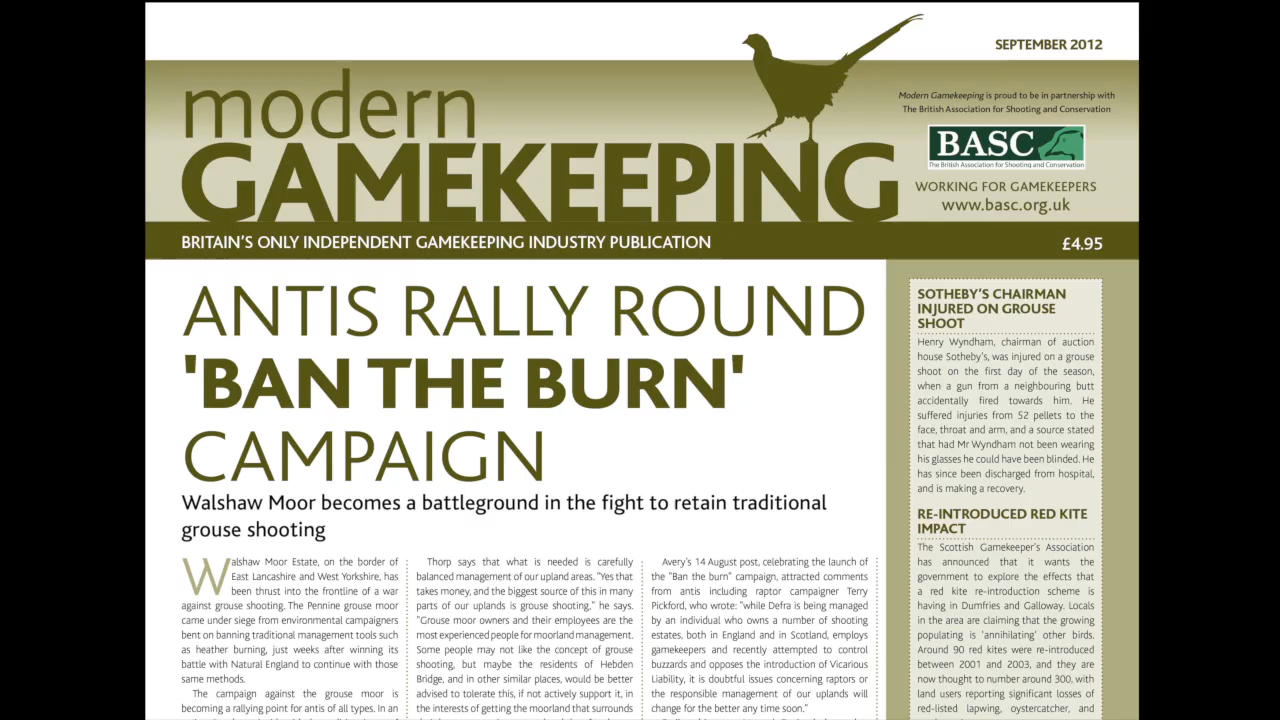 SEPTEMBER 2012
modern
GAMEKEEPING
Modern Gamekeeping is proud to be in partnership with
The British Association for Shooting and Conservation
BASC
The British Association for Shooting and Conservation
WORKING FOR GAMEKEEPERS
www.basc.org.uk
BRITAIN'S ONLY INDEPENDENT GAMEKEEPING INDUSTRY PUBLICATION
£4.95
ANTIS RALLY ROUND
'BAN THE BURN'
CAMPAIGN
Walshaw Moor becomes a battleground in the fight to retain traditional
grouse shooting
Walshaw Moor Estate, on the border of
East Lancashire and West Yorkshire, has
been thrust into the frontline of a war
against grouse shooting. The Pennine grouse moor
came under siege from environmental campaigners
bent on banning traditional management tools such
as heather burning, just weeks after winning its
battle with Natural England to continue with those
same methods.
The campaign against the grouse moor is
becoming a rallying point for antis of all types. In an
Thorp says that what is needed is carefully
balanced management of our upland areas. "Yes that
takes money, and the biggest source of this in many
parts of our uplands is grouse shooting," he says.
"Grouse moor owners and their employees are the
most experienced people for moorland management.
Some people may not like the concept of grouse
shooting, but maybe the residents of Hebden
Bridge, and in other similar places, would be better
advised to tolerate this, if not actively support it, in
the interests of getting the moorland that surrounds
Avery's 14 August post, celebrating the launch of
the "Ban the burn" campaign, attracted comments
from antis including raptor campaigner Terry
Pickford, who wrote: "while Defra is being managed
by an individual who owns a number of shooting
estates, both in England and in Scotland, employs
gamekeepers and recently attempted to control
buzzards and opposes the introduction of Vicarious
Liability, it is doubtful issues concerning raptors or
the responsible management of our uplands will
change for the better any time soon."
SOTHEBY'S CHAIRMAN
INJURED ON GROUSE
SHOOT
Henry Wyndham, chairman of auction
house Sotheby's, was injured on a grouse
shoot on the first day of the season,
when a gun from a neighbouring butt
accidentally fired towards him. He
suffered injuries from 52 pellets to the
face, throat and arm, and a source stated
that had Mr Wyndham not been wearing
his glasses he could have been blinded. He
has since been discharged from hospital,
and is making a recovery.
RE-INTRODUCED RED KITE
IMPACT
The Scottish Gamekeeper's Association
has announced that it wants the
government to explore the effects that
a red kite re-introduction scheme is
having in Dumfries and Galloway. Locals
in the area are claiming that the growing
populating is 'annihilating' other birds.
Around 90 red kites were re-introduced
between 2001 and 2003, and they are
now thought to number around 300, with
land users reporting significant losses of
red-listed lapwing, oystercatcher, and